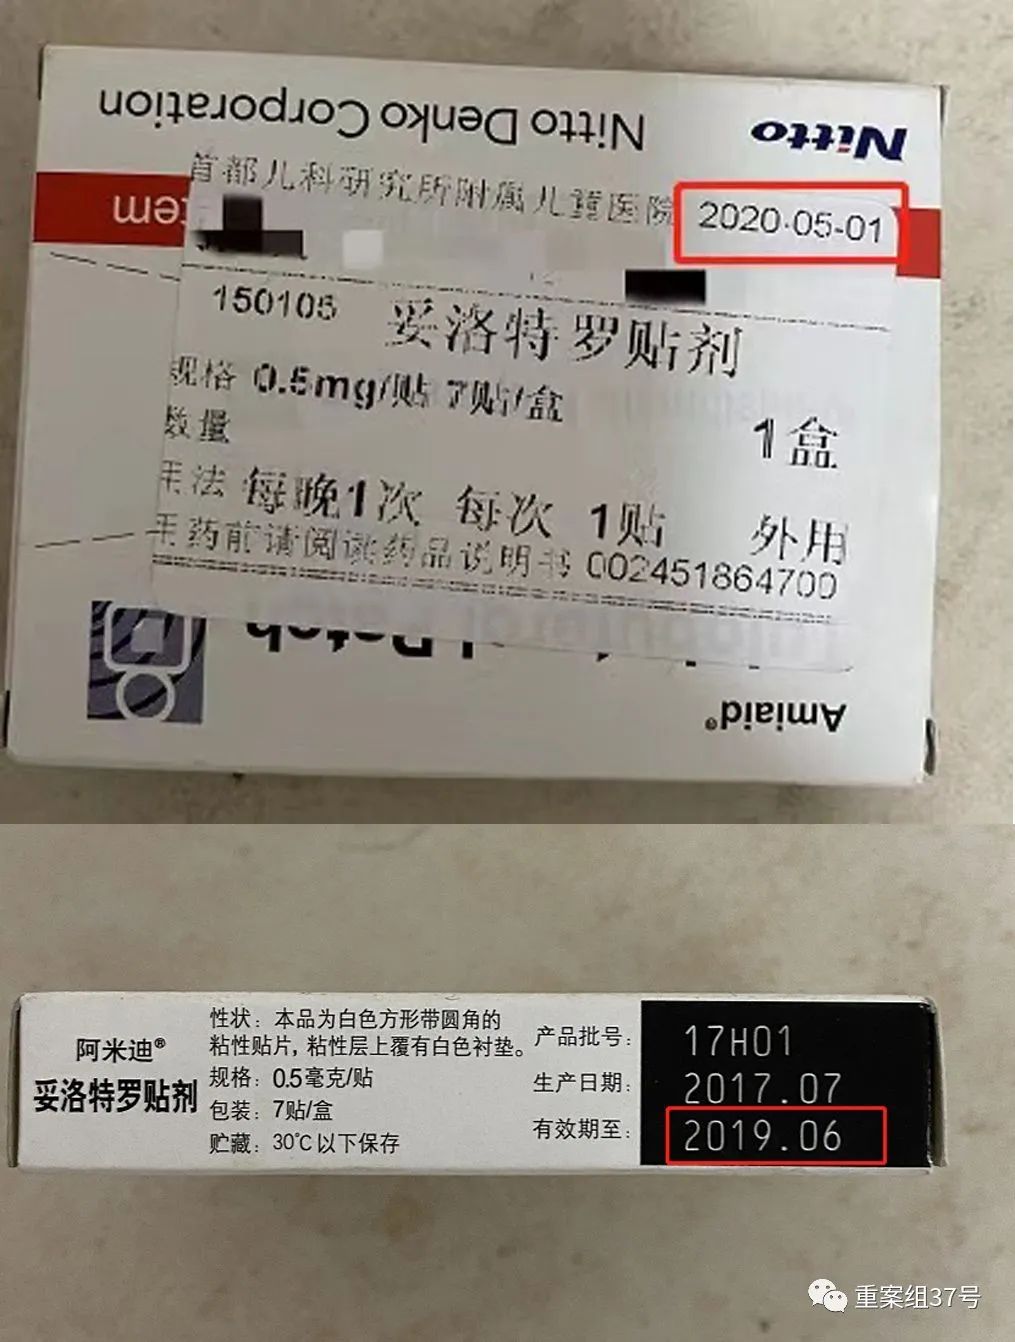 Nitto Nitto Denko Corporation
首都儿科研究所附属儿童医院 2020-05-01
tem
150105 妥洛特罗贴剂
规格 0.5mg/贴 7贴/盒
数量 1盒
用法 每晚1次 每次 1贴 外用
用药前请阅读药品说明书 002451864700
Amiaid®
阿米迪®
妥洛特罗贴剂
性状：本品为白色方形带圆角的
粘性贴片，粘性层上覆有白色衬垫。
规格：0.5毫克/贴
包装：7贴/盒
贮藏：30℃以下保存
产品批号：17H01
生产日期：2017.07
有效期至：2019.06
重案组37号